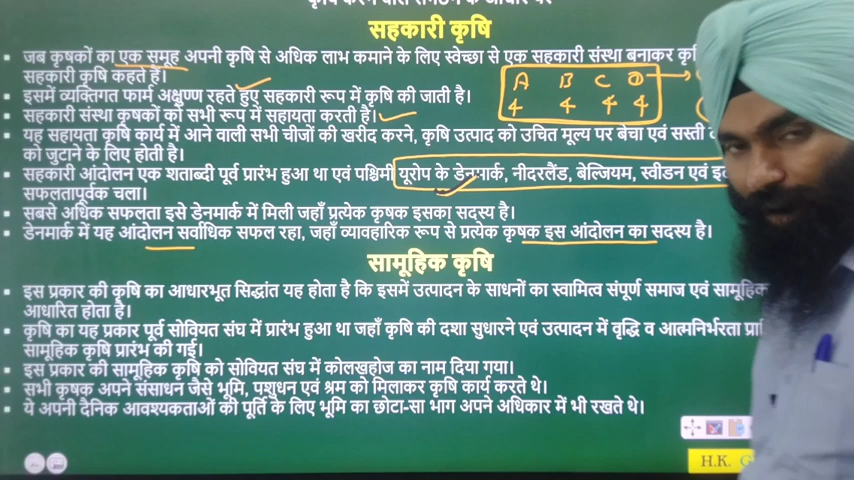 सहकारी कृषि
जब कृषकों का एक समूह अपनी कृषि से अधिक लाभ कमाने के लिए स्वेच्छा से एक सहकारी संस्था बनाकर
सहकारी कृषि कहते हैं।
इसमें व्यक्तिगत फार्म अक्षुण्ण रहते हुए सहकारी रूप में कृषि की जाती है।
सहकारी संस्था कृषकों को सभी रूप में सहायता करती है।
A B C D
4 4 4 4
यह सहायता कृषि कार्य में आने वाली सभी चीजों की खरीद करने, कृषि उत्पाद को उचित मूल्य पर बेचा एवं सस्ती
को जुटाने के लिए होती है।
सहकारी आंदोलन एक शताब्दी पूर्व प्रारंभ हुआ था एवं पश्चिमी यूरोप के डेनमार्क, नीदरलैंड, बेल्जियम, स्वीडन एवं
सफलतापूर्वक चला।
सबसे अधिक सफलता इसे डेनमार्क में मिली जहाँ प्रत्येक कृषक इसका सदस्य है।
डेनमार्क में यह आंदोलन सर्वाधिक सफल रहा, जहाँ व्यावहारिक रूप से प्रत्येक कृषक इस आंदोलन का सदस्य है।
सामूहिक कृषि
इस प्रकार की कृषि का आधारभूत सिद्धांत यह होता है कि इसमें उत्पादन के साधनों का स्वामित्व संपूर्ण समाज एवं सामूहिक
आधारित होता है।
कृषि का यह प्रकार पूर्व सोवियत संघ में प्रारंभ हुआ था जहाँ कृषि की दशा सुधारने एवं उत्पादन में वृद्धि व आत्मनिर्भरता
सामूहिक कृषि प्रारंभ की गई।
इस प्रकार की सामूहिक कृषि को सोवियत संघ में कोलखहोज का नाम दिया गया।
सभी कृषक अपने संसाधन जैसे भूमि, पशुधन एवं श्रम को मिलाकर कृषि कार्य करते थे।
ये अपनी दैनिक आवश्यकताओं की पूर्ति के लिए भूमि का छोटा-सा भाग अपने अधिकार में भी रखते थे।
H.K.